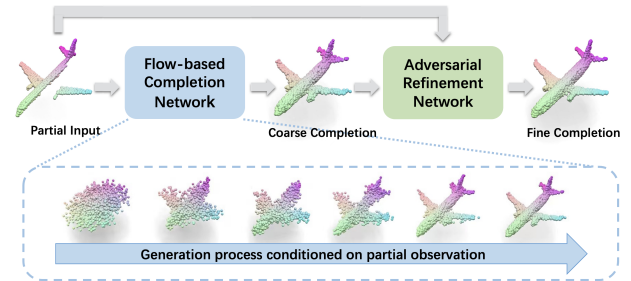 Flow-based
Completion
Network
Adversarial
Refinement
Network
Partial Input
Coarse Completion
Fine Completion
Generation process conditioned on partial observation